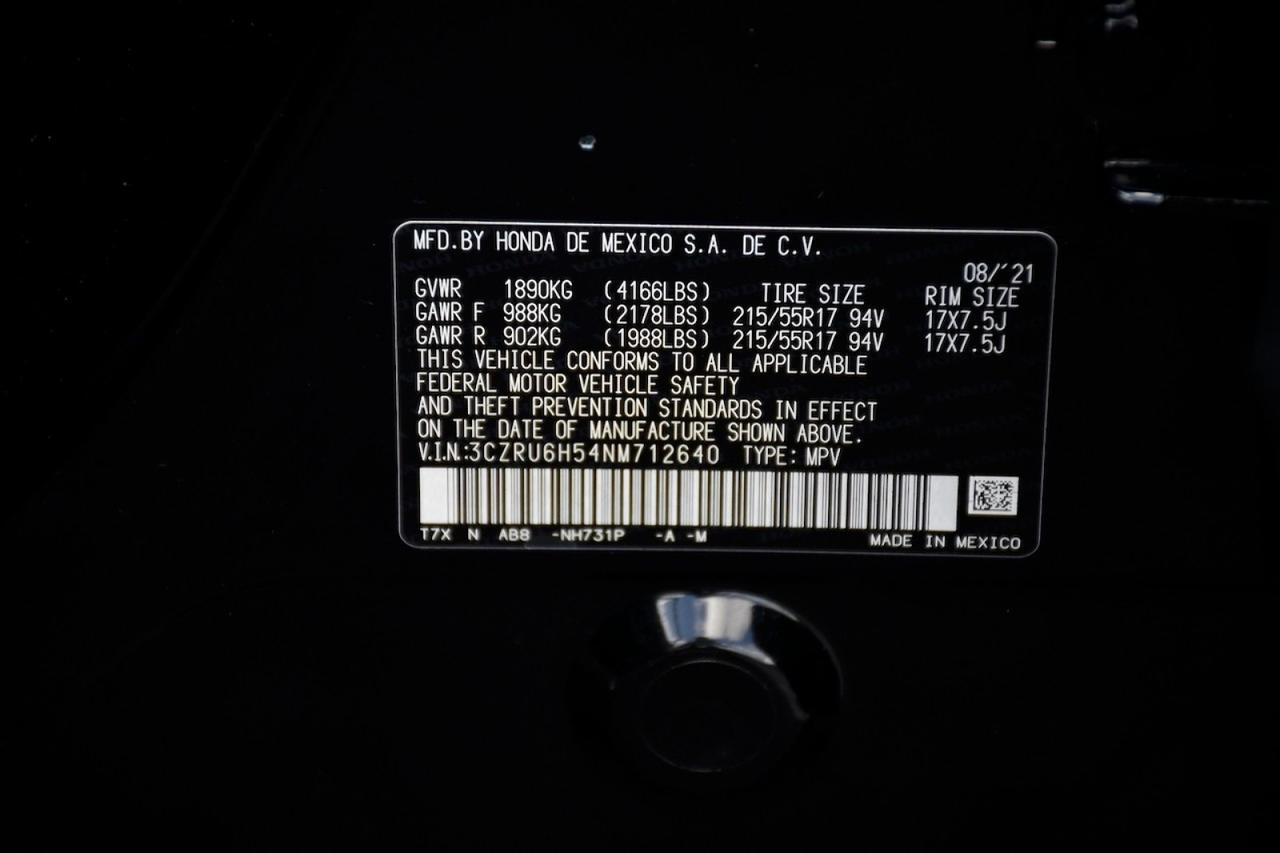 MFD.BY HONDA DE MEXICO S.A. DE C.V.
08/'21
GVWR 1890KG (4166LBS) TIRE SIZE RIM SIZE
GAWR F 988KG (2178LBS) 215/55R17 94V 17X7.5J
GAWR R 902KG (1988LBS) 215/55R17 94V 17X7.5J
THIS VEHICLE CONFORMS TO ALL APPLICABLE
FEDERAL MOTOR VEHICLE SAFETY
AND THEFT PREVENTION STANDARDS IN EFFECT
ON THE DATE OF MANUFACTURE SHOWN ABOVE.
V.I.N.:3CZRU6H54NM712640 TYPE: MPV
T7X N AB8 -NH731P -A -M MADE IN MEXICO